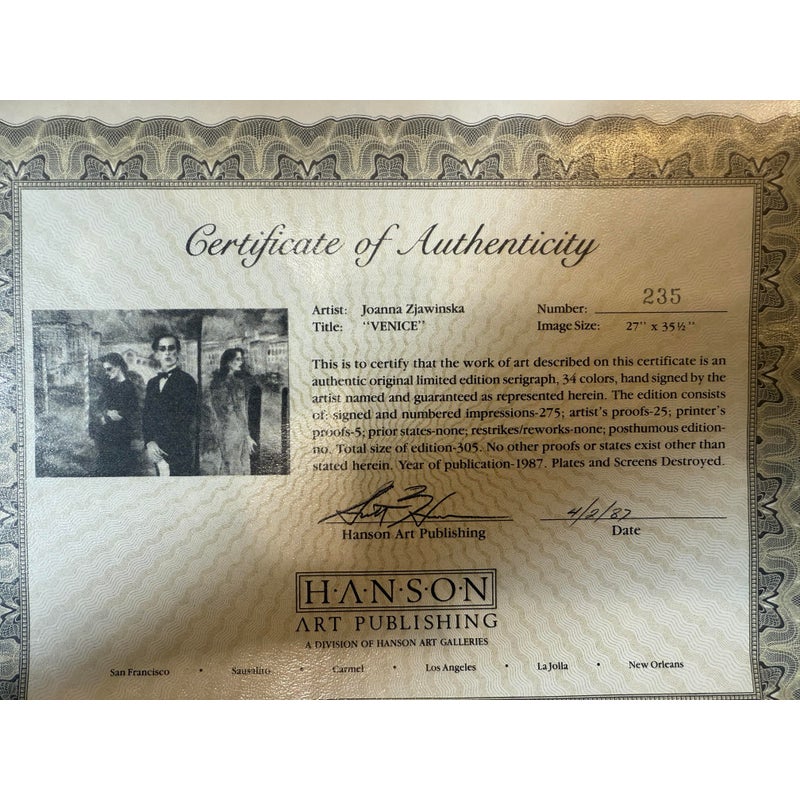 Certificate of Authenticity
Artist: Joanna Zjawinska
Number: 235
Title: "VENICE"
Image Size: 27" x 35½"
This is to certify that the work of art described on this certificate is an
authentic original limited edition serigraph, 34 colors, hand signed by the
artist named and guaranteed as represented herein. The edition consists
of: signed and numbered impressions-275; artist's proofs-25; printer's
proofs-5; prior states-none; restrikes/reworks-none; posthumous edition-
no. Total size of edition-305. No other proofs or states exist other than
stated herein. Year of publication-1987. Plates and Screens Destroyed.
4/2/87
Hanson Art Publishing
Date
H·A·N·S·O·N
ART PUBLISHING
A DIVISION OF HANSON ART GALLERIES
San Francisco • Sausalito • Carmel • Los Angeles • La Jolla • New Orleans